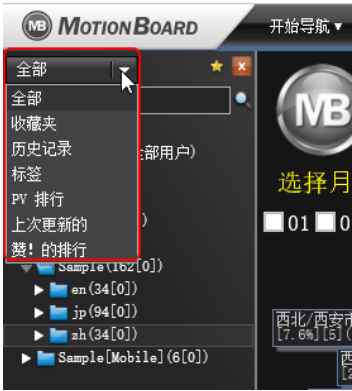 MB MOTIONBOARD
开始导航▼
全部
全部
收藏夹
历史记录
标签
PV 排行
上次更新的
赞! 的排行
全部用户)
)
Sample(162[0])
en(34[0])
jp(94[0])
zh(34[0])
Sample[Mobile](6[0])
MB
选择月
01
西北/西安市
[7.6%][5](